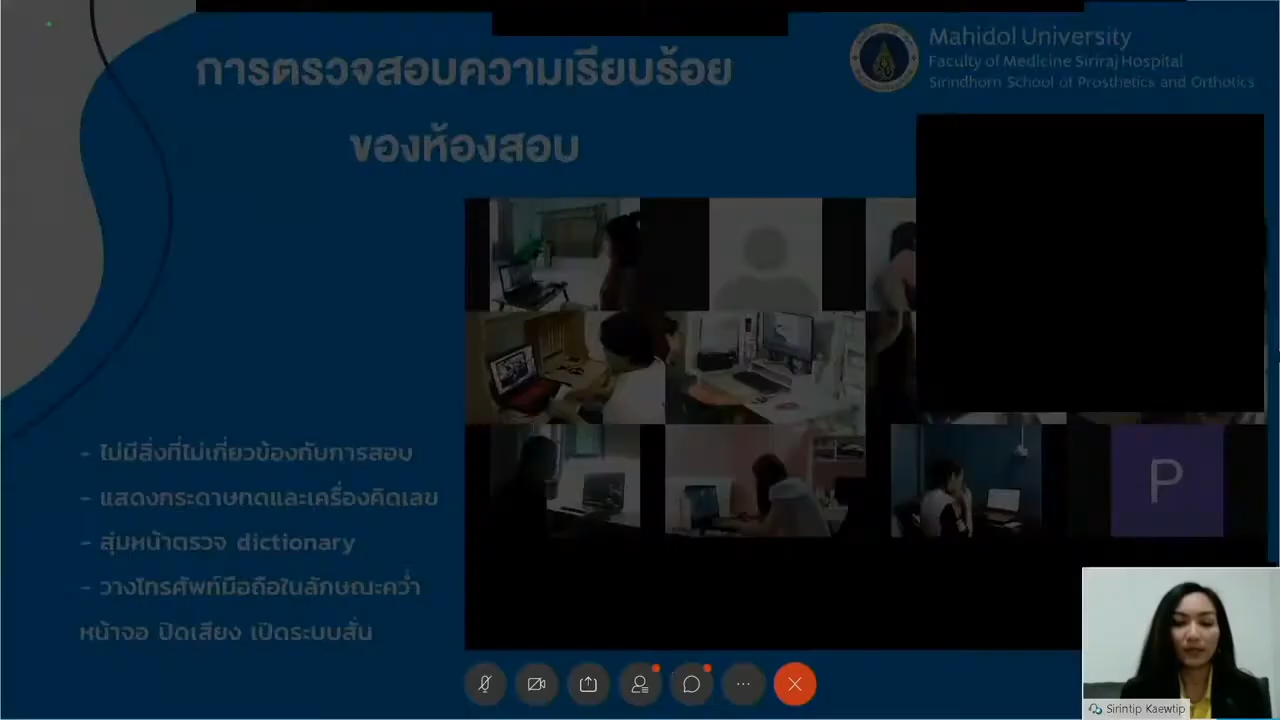 การตรวจสอบความเรียบร้อย
ของห้องสอบ
Mahidol University
Faculty of Medicine Siriraj Hospital
Sirindhorn School of Prosthetics and Orthotics
- ไม่มีสิ่งที่ไม่เกี่ยวข้องกับการสอบ
- แสดงกระดาษทดและเครื่องคิดเลข
- สุ่มหน้าตรวจ dictionary
- วางโทรศัพท์มือถือในลักษณะคว่ำ
หน้าจอ ปิดเสียง เปิดระบบสั่น
P
Sirintip Kaewtip